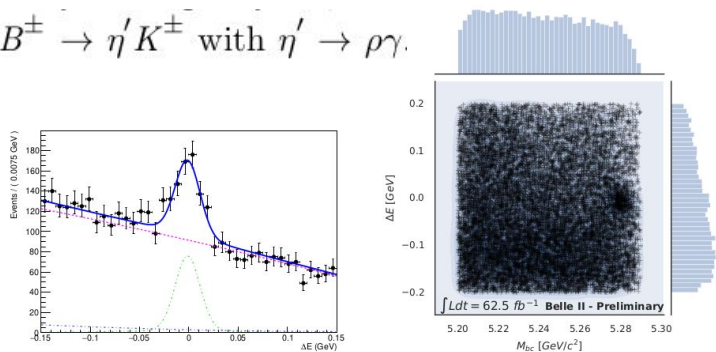 B± → η′K± with η′ → ργ.
Events / ( 0.0075 GeV )
180
160
140
120
100
80
60
40
20
0
−0.15 −0.1 −0.05 0 0.05 0.1 0.15
ΔE (GeV)
ΔE [GeV]
0.2
0.1
0.0
−0.1
−0.2
∫Ldt = 62.5 fb⁻¹ Belle II - Preliminary
5.20 5.22 5.24 5.26 5.28 5.30
M_bc [GeV/c²]